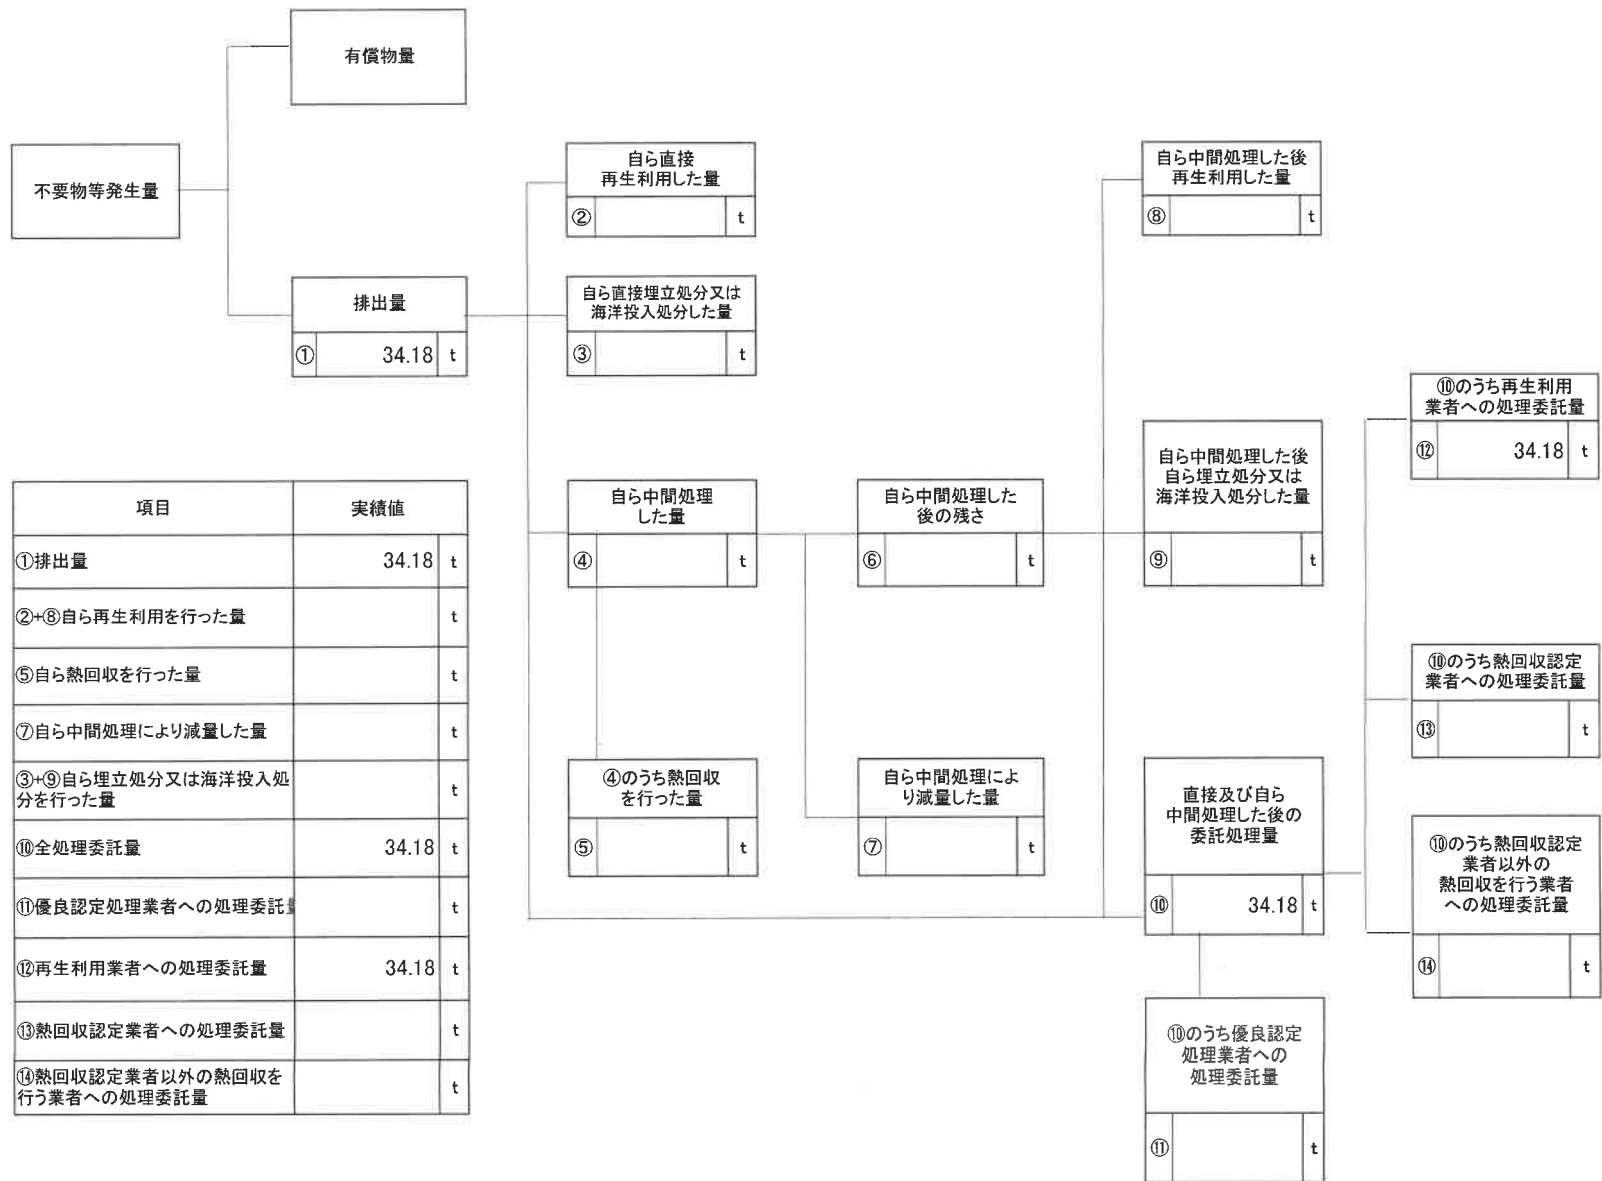 有償物量
不要物等発生量
排出量
① 34.18 t
自ら直接
再生利用した量
② t
自ら直接埋立処分又は
海洋投入処分した量
③ t
自ら中間処理
した量
④ t
④のうち熱回収
を行った量
⑤ t
自ら中間処理した
後の残さ
⑥ t
自ら中間処理によ
り減量した量
⑦ t
自ら中間処理した後
再生利用した量
⑧ t
自ら中間処理した後
自ら埋立処分又は
海洋投入処分した量
⑨ t
直接及び自ら
中間処理した後の
委託処理量
⑩ 34.18 t
⑩のうち優良認定
処理業者への
処理委託量
⑪ t
⑩のうち再生利用
業者への処理委託量
⑫ 34.18 t
⑩のうち熱回収認定
業者への処理委託量
⑬ t
⑩のうち熱回収認定
業者以外の
熱回収を行う業者
への処理委託量
⑭ t
項目 実績値
①排出量 34.18 t
②+⑧自ら再生利用を行った量 t
⑤自ら熱回収を行った量 t
⑦自ら中間処理により減量した量 t
③+⑨自ら埋立処分又は海洋投入処
分を行った量 t
⑩全処理委託量 34.18 t
⑪優良認定処理業者への処理委託 t
⑫再生利用業者への処理委託量 34.18 t
⑬熱回収認定業者への処理委託量 t
⑭熱回収認定業者以外の熱回収を
行う業者への処理委託量 t